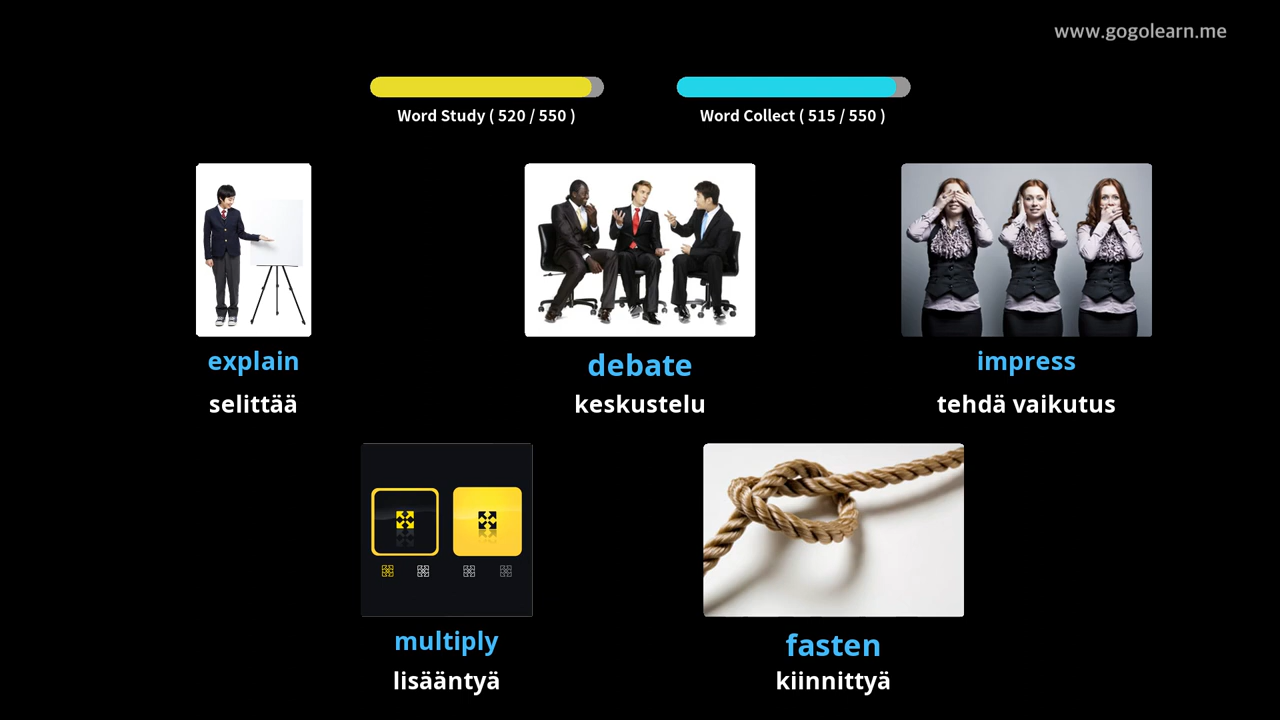 www.gogolearn.me
Word Study ( 520 / 550 )
Word Collect ( 515 / 550 )
explain
debate
impress
selittää
keskustelu
tehdä vaikutus
multiply
fasten
lisääntyä
kiinnittyä